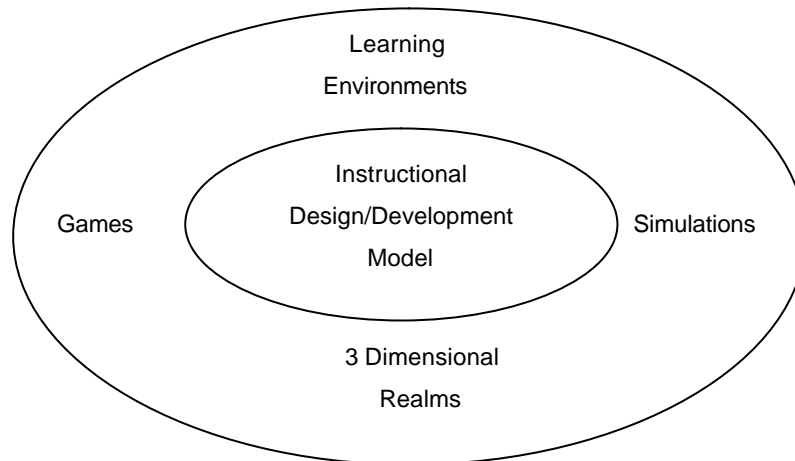 Learning
Environments
Instructional
Design/Development
Model
Games
Simulations
3 Dimensional
Realms